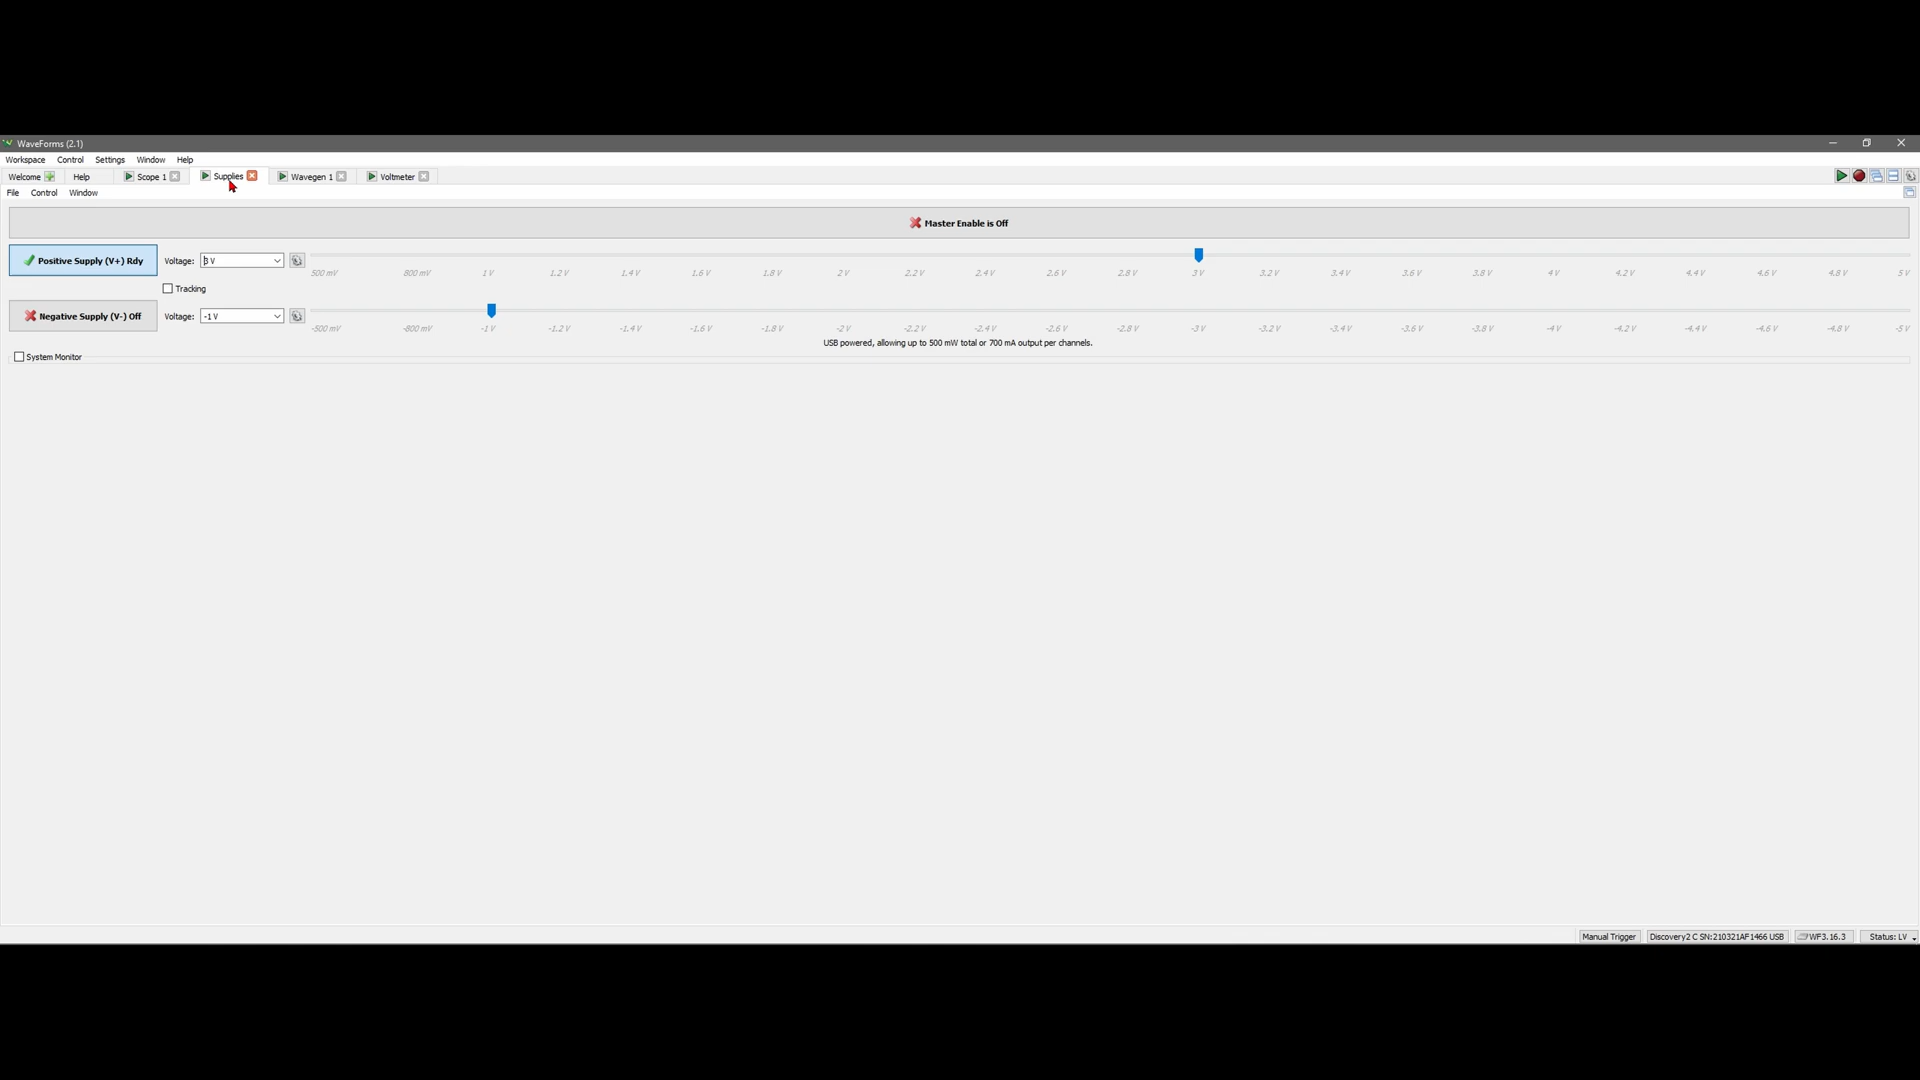 WaveForms (2.1)
Workspace Control Settings Window Help
Welcome Help Scope 1 Supplies Wavegen 1 Voltmeter
File Control Window
Master Enable is Off
Positive Supply (V+) Rdy Voltage: 3 V
500 mV 800 mV 1 V 1.2 V 1.4 V 1.6 V 1.8 V 2 V 2.2 V 2.4 V 2.6 V 2.8 V 3 V 3.2 V 3.4 V 3.6 V 3.8 V 4 V 4.2 V 4.4 V 4.6 V 4.8 V 5 V
Tracking
Negative Supply (V-) Off Voltage: -1 V
-500 mV -800 mV -1 V -1.2 V -1.4 V -1.6 V -1.8 V -2 V -2.2 V -2.4 V -2.6 V -2.8 V -3 V -3.2 V -3.4 V -3.6 V -3.8 V -4 V -4.2 V -4.4 V -4.6 V -4.8 V -5 V
USB powered, allowing up to 500 mW total or 700 mA output per channels.
System Monitor
Manual Trigger Discovery2 C SN:210321AF1466 USB WF3.16.3 Status: LV